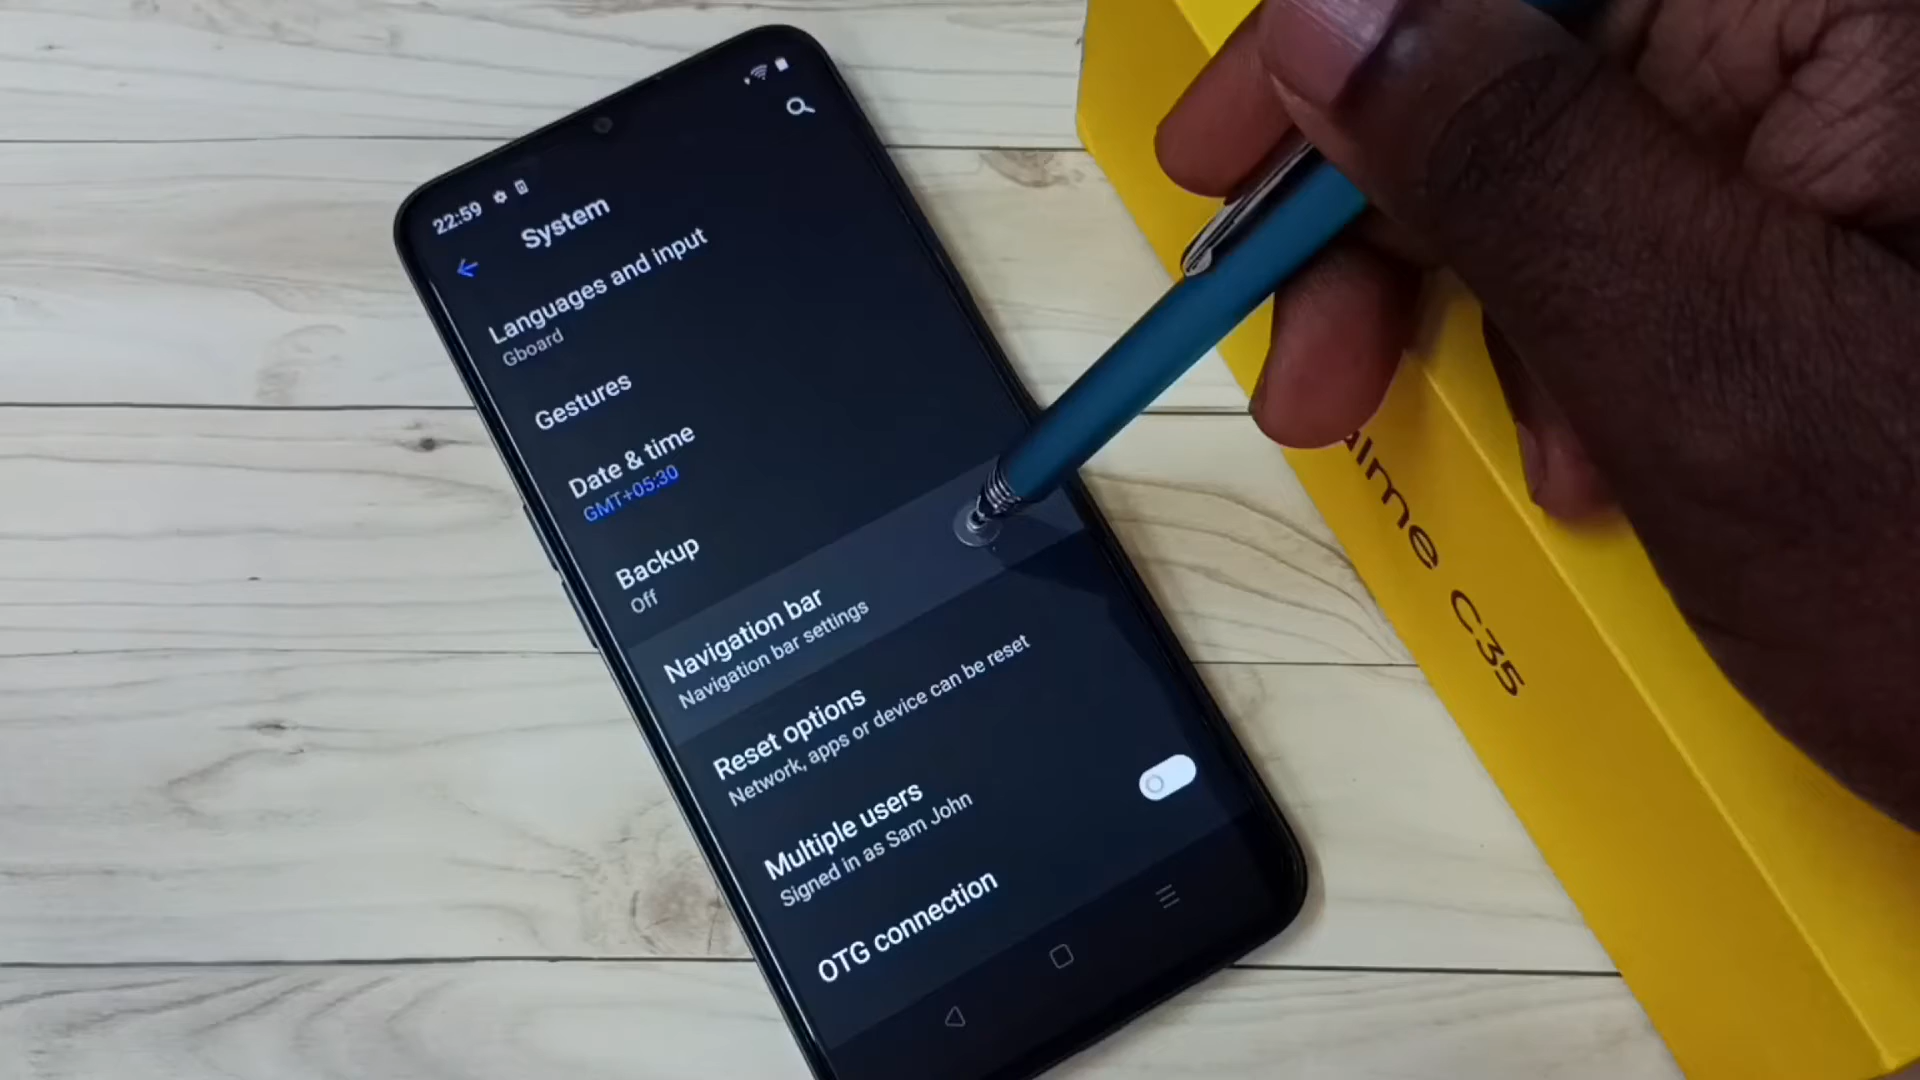 22:59
System
Languages and input
Gboard
Gestures
Date & time
GMT+05:30
Backup
Off
Navigation bar
Navigation bar settings
Reset options
Network, apps or device can be reset
Multiple users
Signed in as Sam John
OTG connection
C35